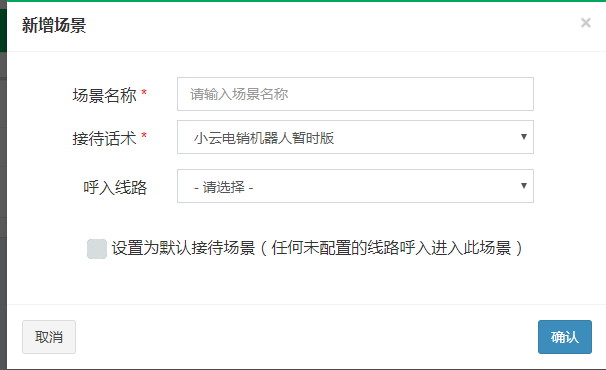 新增场景
×
场景名称 *
请输入场景名称
接待话术 *
小云电销机器人暂时版
呼入线路
- 请选择 -
设置为默认接待场景（任何未配置的线路呼入进入此场景）
取消
确认